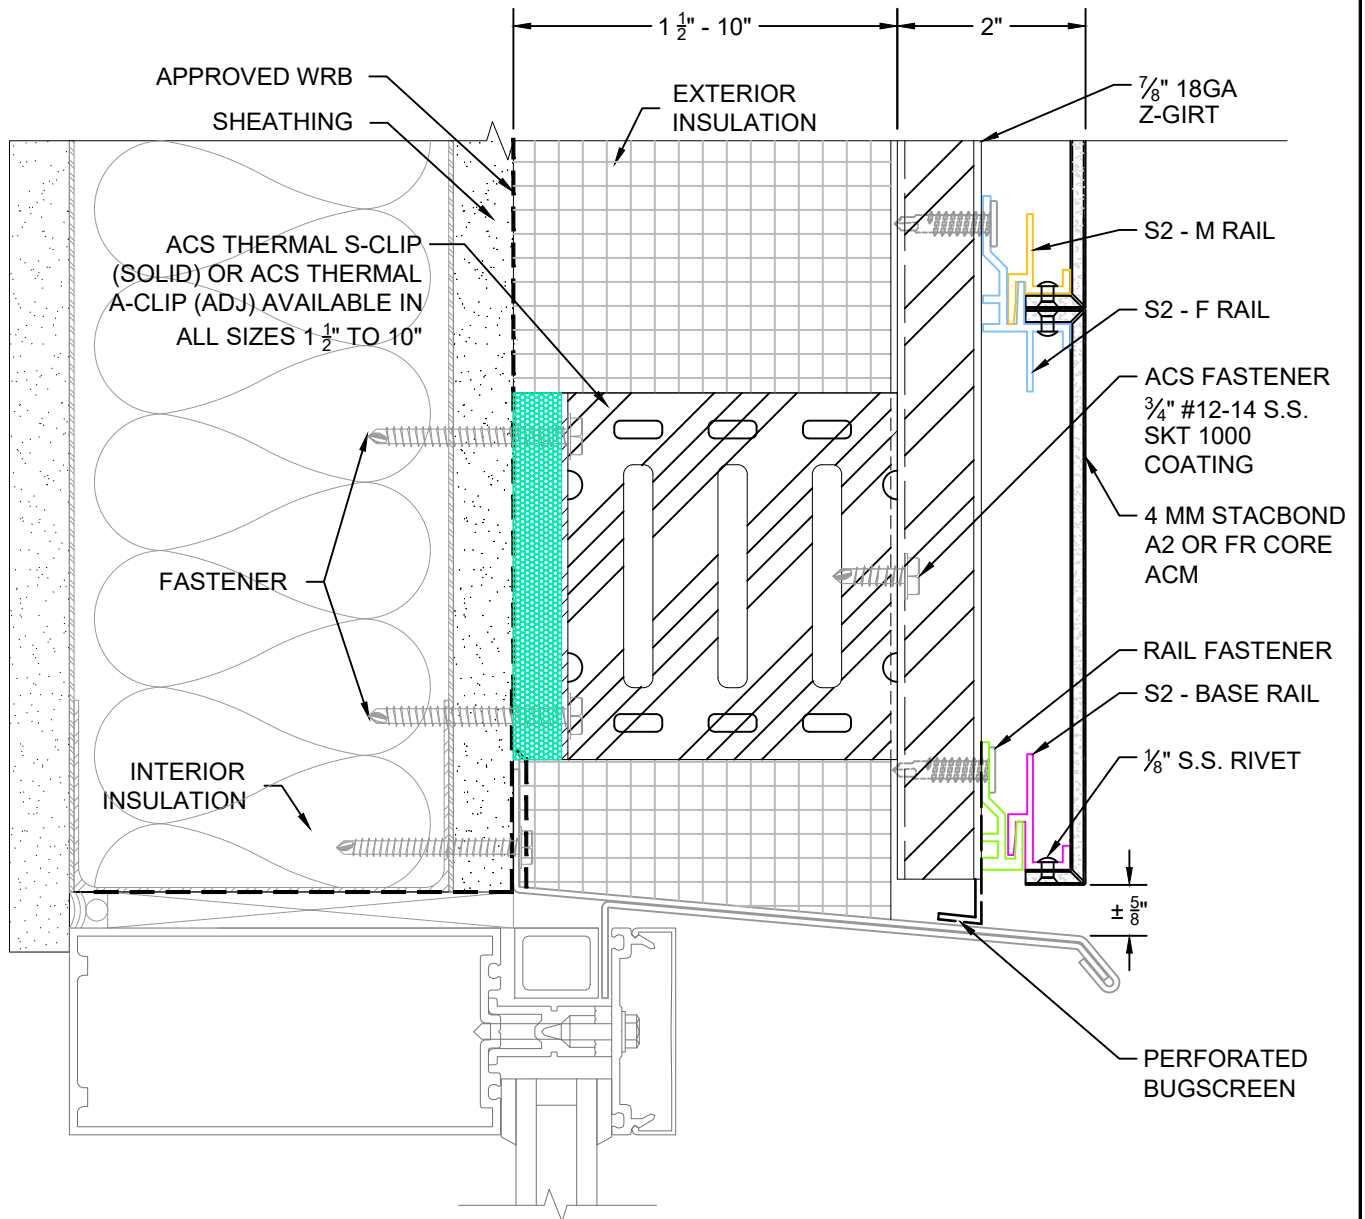 1 1/2" - 10"
2"
APPROVED WRB
SHEATHING
EXTERIOR
INSULATION
7/8" 18GA
Z-GIRT
ACS THERMAL S-CLIP
(SOLID) OR ACS THERMAL
A-CLIP (ADJ) AVAILABLE IN
ALL SIZES 1 1/2" TO 10"
S2 - M RAIL
S2 - F RAIL
ACS FASTENER
3/4" #12-14 S.S.
SKT 1000
COATING
4 MM STACBOND
A2 OR FR CORE
ACM
FASTENER
RAIL FASTENER
S2 - BASE RAIL
1/8" S.S. RIVET
INTERIOR
INSULATION
± 5/8"
PERFORATED
BUGSCREEN